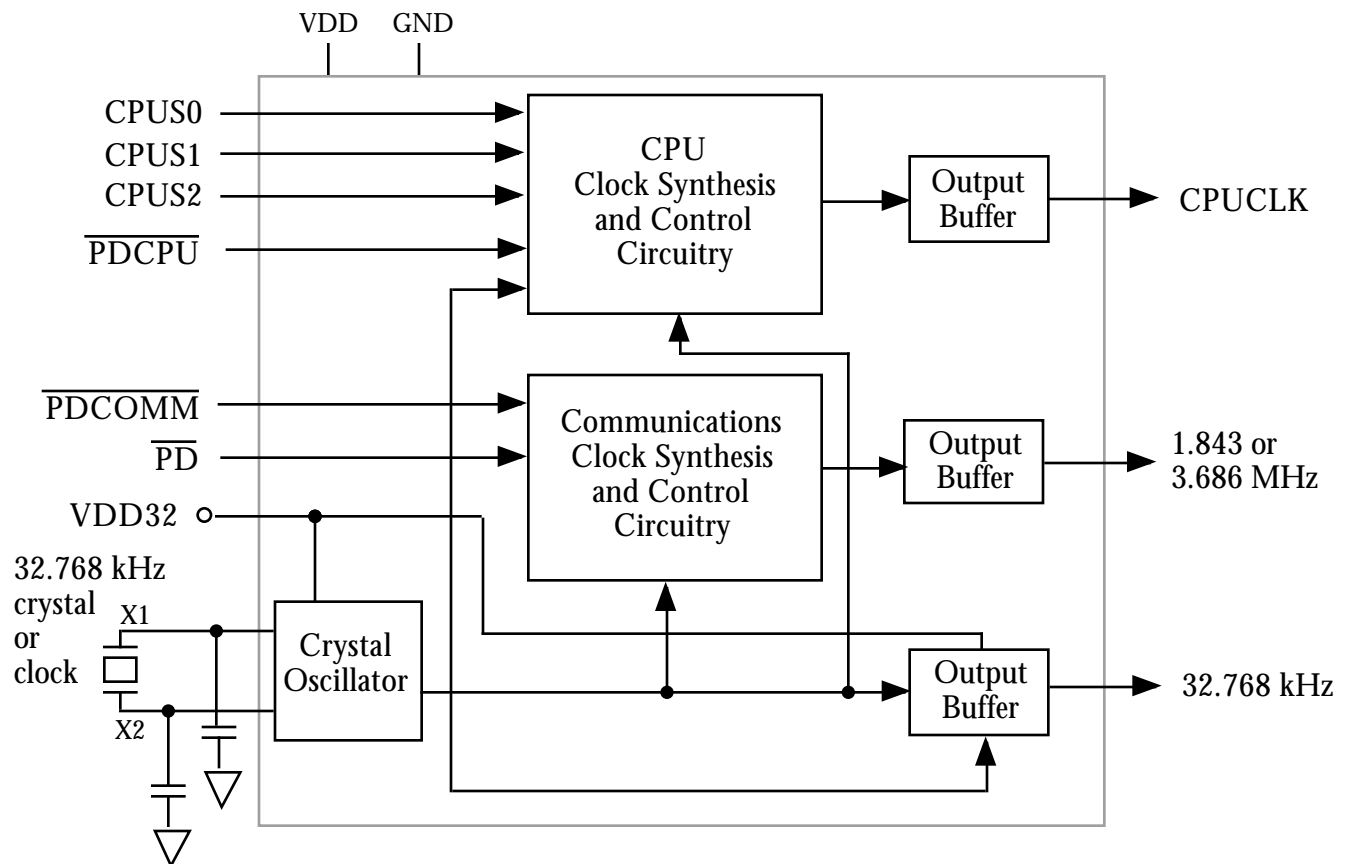 VDD GND
CPUS0
CPUS1
CPUS2
PDCPU
CPU
Clock Synthesis
and Control
Circuitry
Output
Buffer
CPUCLK
PDCOMM
PD
Communications
Clock Synthesis
and Control
Circuitry
Output
Buffer
1.843 or
3.686 MHz
VDD32
32.768 kHz
crystal
or
clock
X1
X2
Crystal
Oscillator
Output
Buffer
32.768 kHz